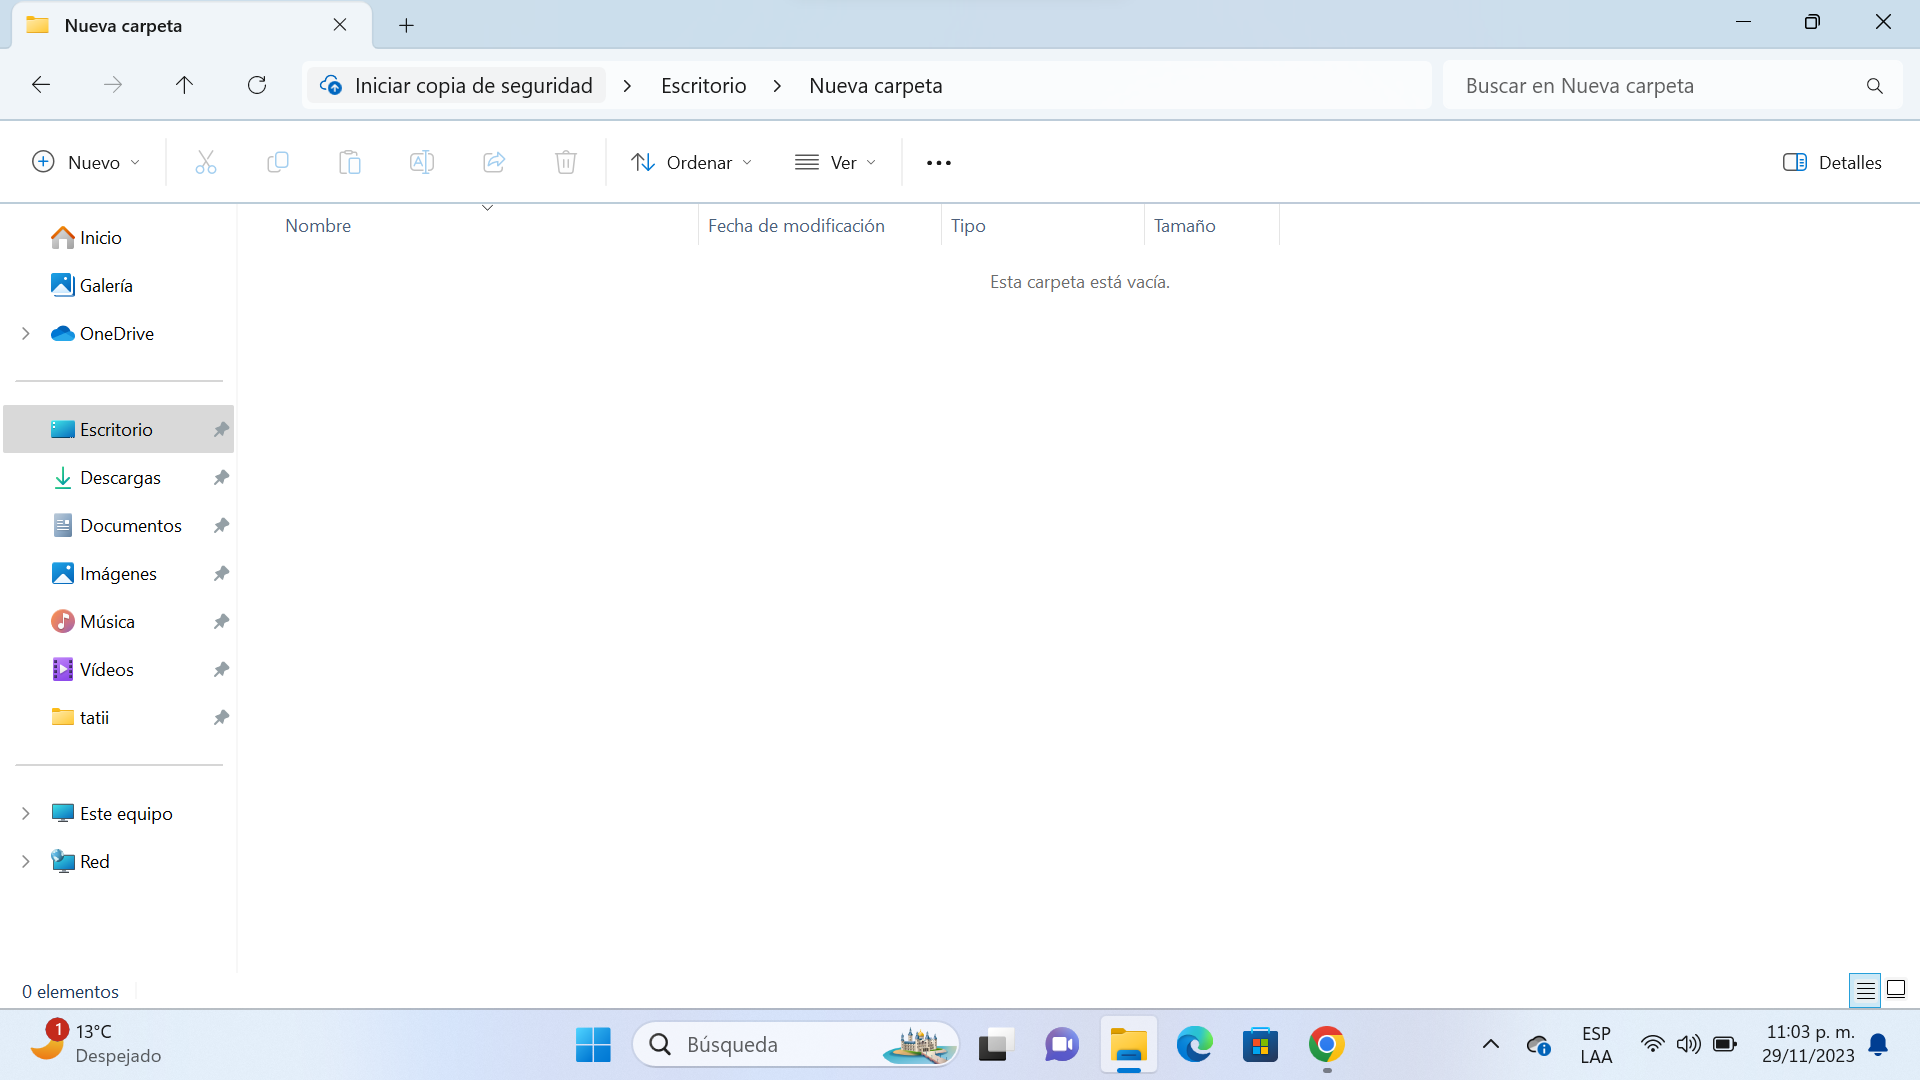 Nueva carpeta
Iniciar copia de seguridad > Escritorio > Nueva carpeta
Buscar en Nueva carpeta
Nuevo
Ordenar
Ver
Detalles
Nombre
Fecha de modificación
Tipo
Tamaño
Esta carpeta está vacía.
Inicio
Galería
OneDrive
Escritorio
Descargas
Documentos
Imágenes
Música
Vídeos
tatii
Este equipo
Red
0 elementos
1
13°C
Despejado
Búsqueda
ESP
LAA
11:03 p. m.
29/11/2023